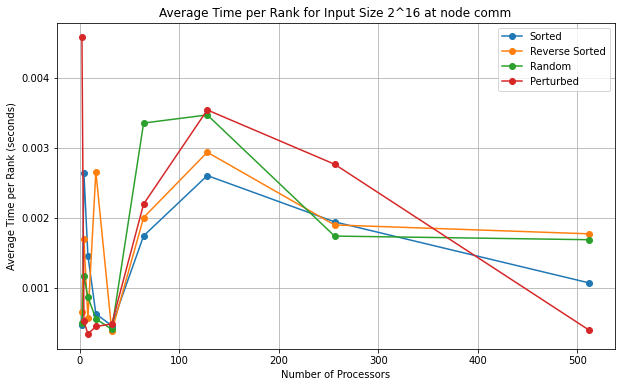 Average Time per Rank for Input Size 2^16 at node comm
Sorted
Reverse Sorted
Random
Perturbed
Average Time per Rank (seconds)
0.004
0.003
0.002
0.001
0
100
200
300
400
500
Number of Processors